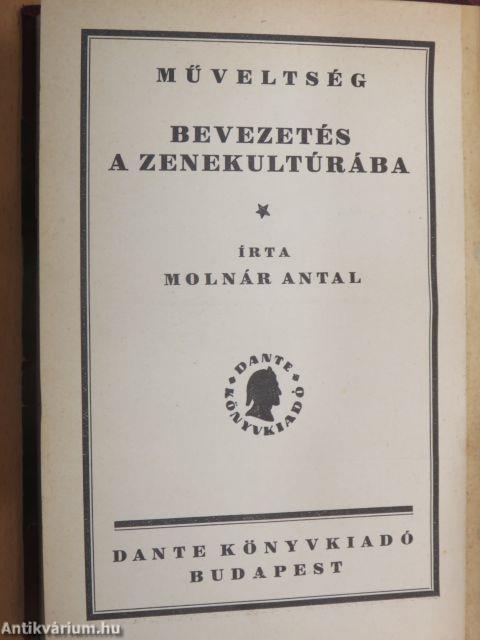 MŰVELTSÉG
BEVEZETÉS
A ZENEKULTÚRÁBA
ÍRTA
MOLNÁR ANTAL
DANTE
KÖNYVKIADÓ
DANTE KÖNYVKIADÓ
BUDAPEST
Antikvárium.hu